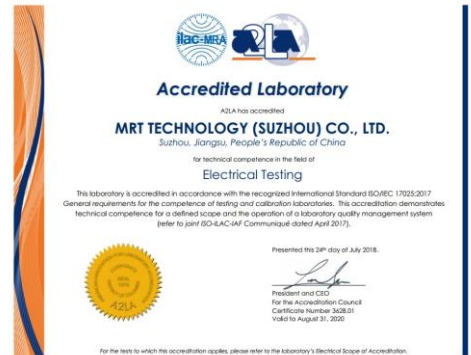 ilac-MRA
A2LA
Accredited Laboratory
A2LA has accredited
MRT TECHNOLOGY (SUZHOU) CO., LTD.
Suzhou, Jiangsu, People's Republic of China
for technical competence in the field of
Electrical Testing
This laboratory is accredited in accordance with the recognized International Standard ISO/IEC 17025:2017
General requirements for the competence of testing and calibration laboratories. This accreditation demonstrates
technical competence for a defined scope and the operation of a laboratory quality management system
(refer to joint ISO-ILAC-IAF Communiqué dated April 2017).
Presented this 24th day of July 2018.
President and CEO
For the Accreditation Council
Certificate Number 3628.01
Valid to August 31, 2020
CORPORATE
SEAL
1978
A2LA
For the tests to which this accreditation applies, please refer to the laboratory's Electrical Scope of Accreditation.